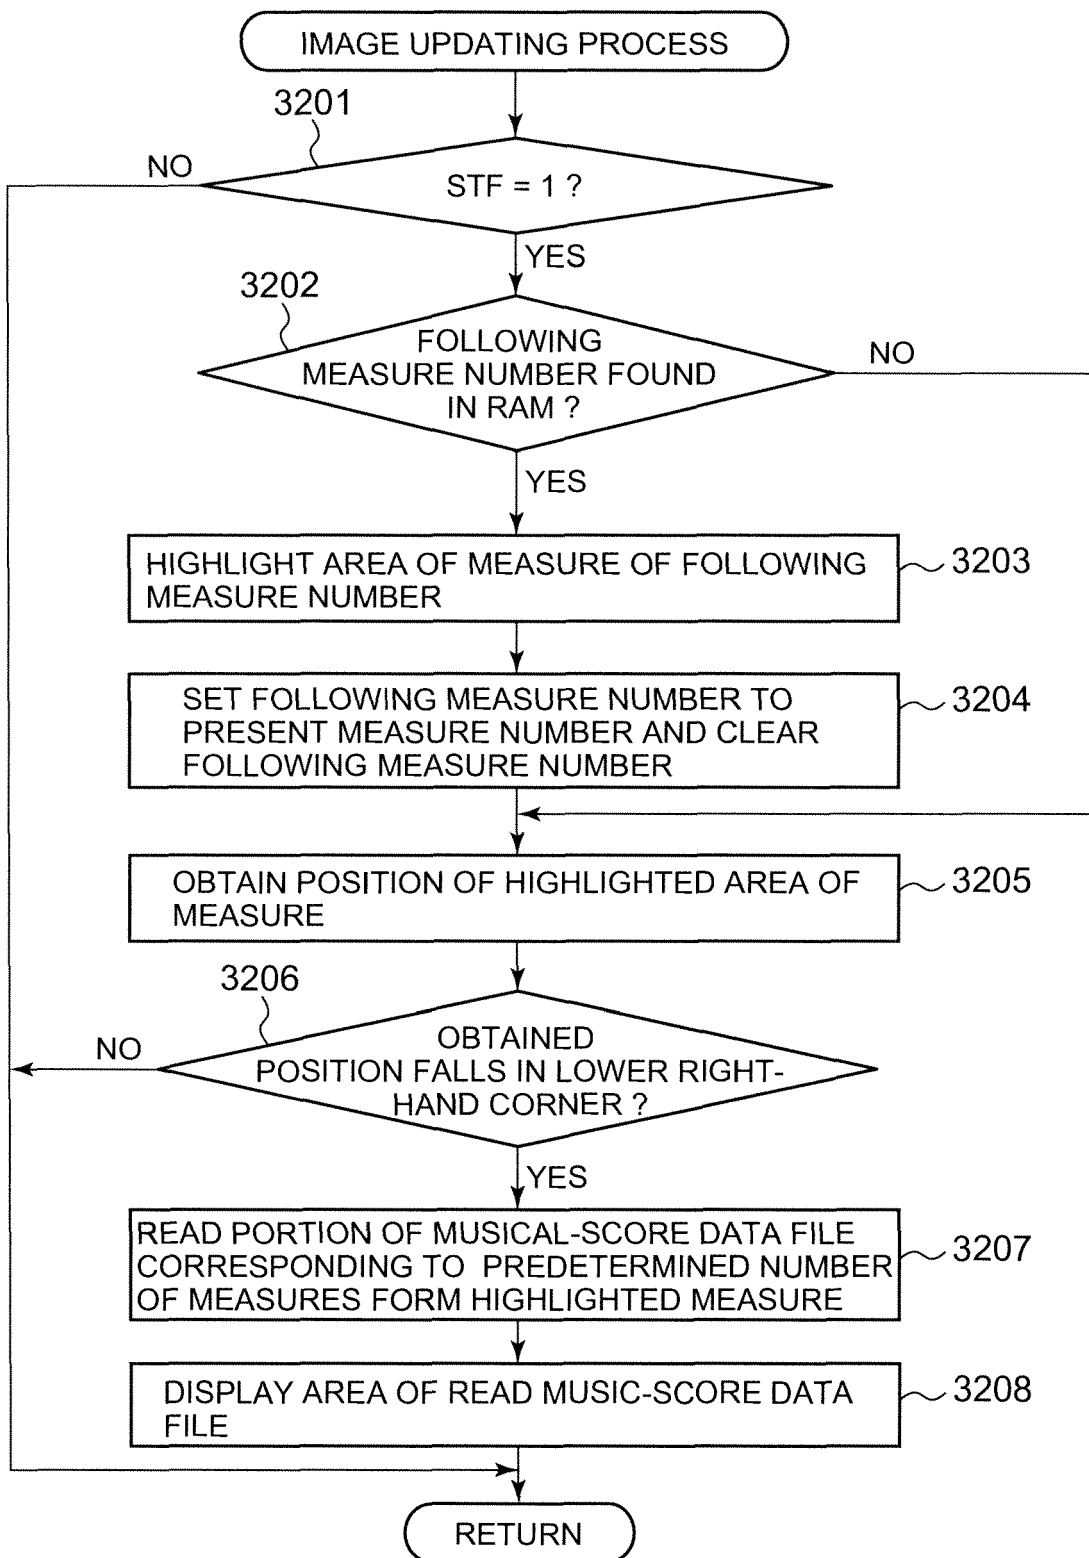 IMAGE UPDATING PROCESS
3201
NO
STF = 1 ?
YES
3202
FOLLOWING
MEASURE NUMBER FOUND
IN RAM ?
NO
YES
HIGHLIGHT AREA OF MEASURE OF FOLLOWING
MEASURE NUMBER
3203
SET FOLLOWING MEASURE NUMBER TO
PRESENT MEASURE NUMBER AND CLEAR
FOLLOWING MEASURE NUMBER
3204
OBTAIN POSITION OF HIGHLIGHTED AREA OF
MEASURE
3205
3206
NO
OBTAINED
POSITION FALLS IN LOWER RIGHT-
HAND CORNER ?
YES
READ PORTION OF MUSICAL-SCORE DATA FILE
CORRESPONDING TO PREDETERMINED NUMBER
OF MEASURES FORM HIGHLIGHTED MEASURE
3207
DISPLAY AREA OF READ MUSIC-SCORE DATA
FILE
3208
RETURN